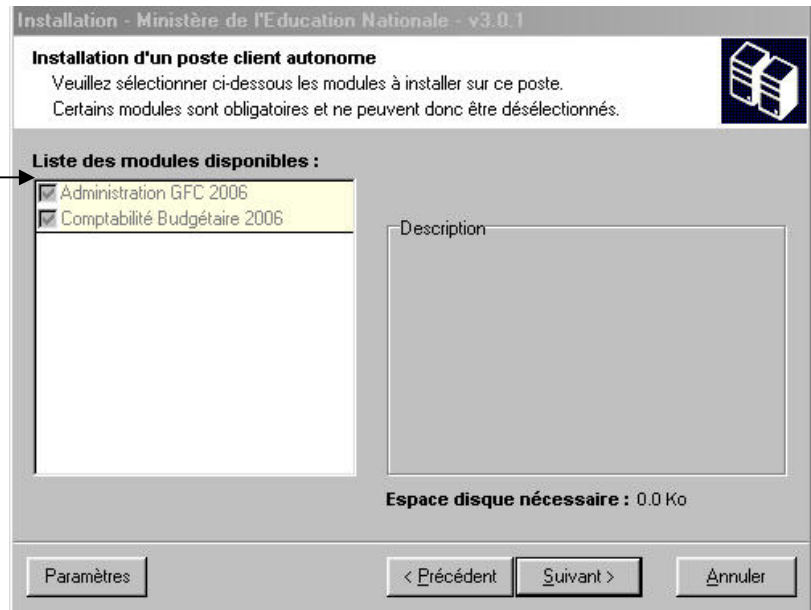 Installation - Ministère de l'Education Nationale - v3.0.1
Installation d'un poste client autonome
Veuillez sélectionner ci-dessous les modules à installer sur ce poste.
Certains modules sont obligatoires et ne peuvent donc être désélectionnés.
Liste des modules disponibles :
Administration GFC 2006
Comptabilité Budgétaire 2006
Description
Espace disque nécessaire : 0.0 Ko
Paramètres
< Précédent
Suivant >
Annuler